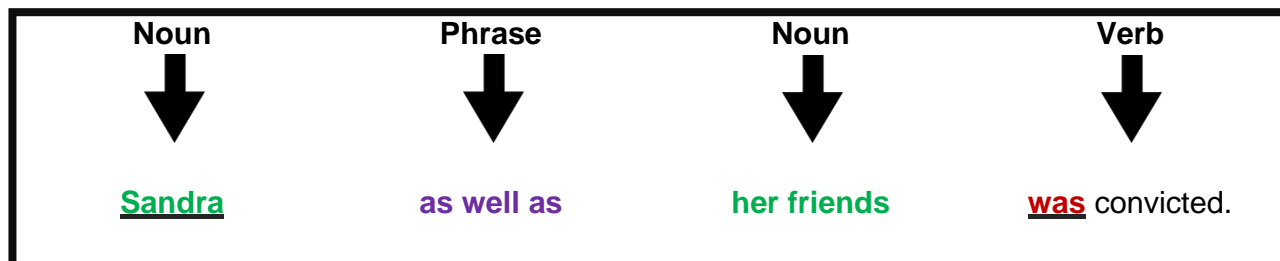 Noun Phrase Noun Verb
Sandra as well as her friends was convicted.